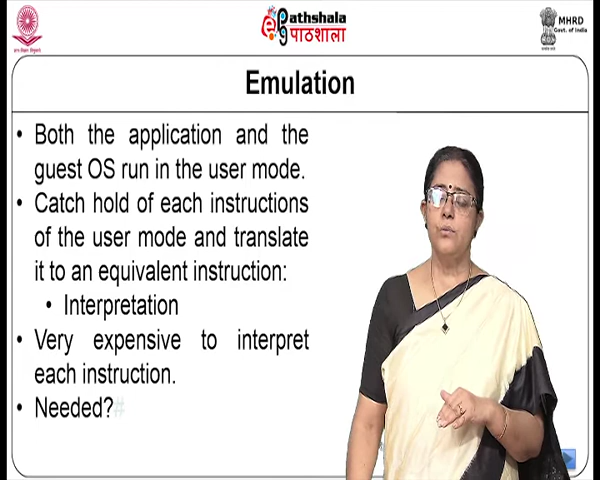 ePathshala
पाठशाला
MHRD
Govt. of India
Emulation
• Both the application and the
guest OS run in the user mode.
• Catch hold of each instructions
of the user mode and translate
it to an equivalent instruction:
• Interpretation
• Very expensive to interpret
each instruction.
• Needed?#